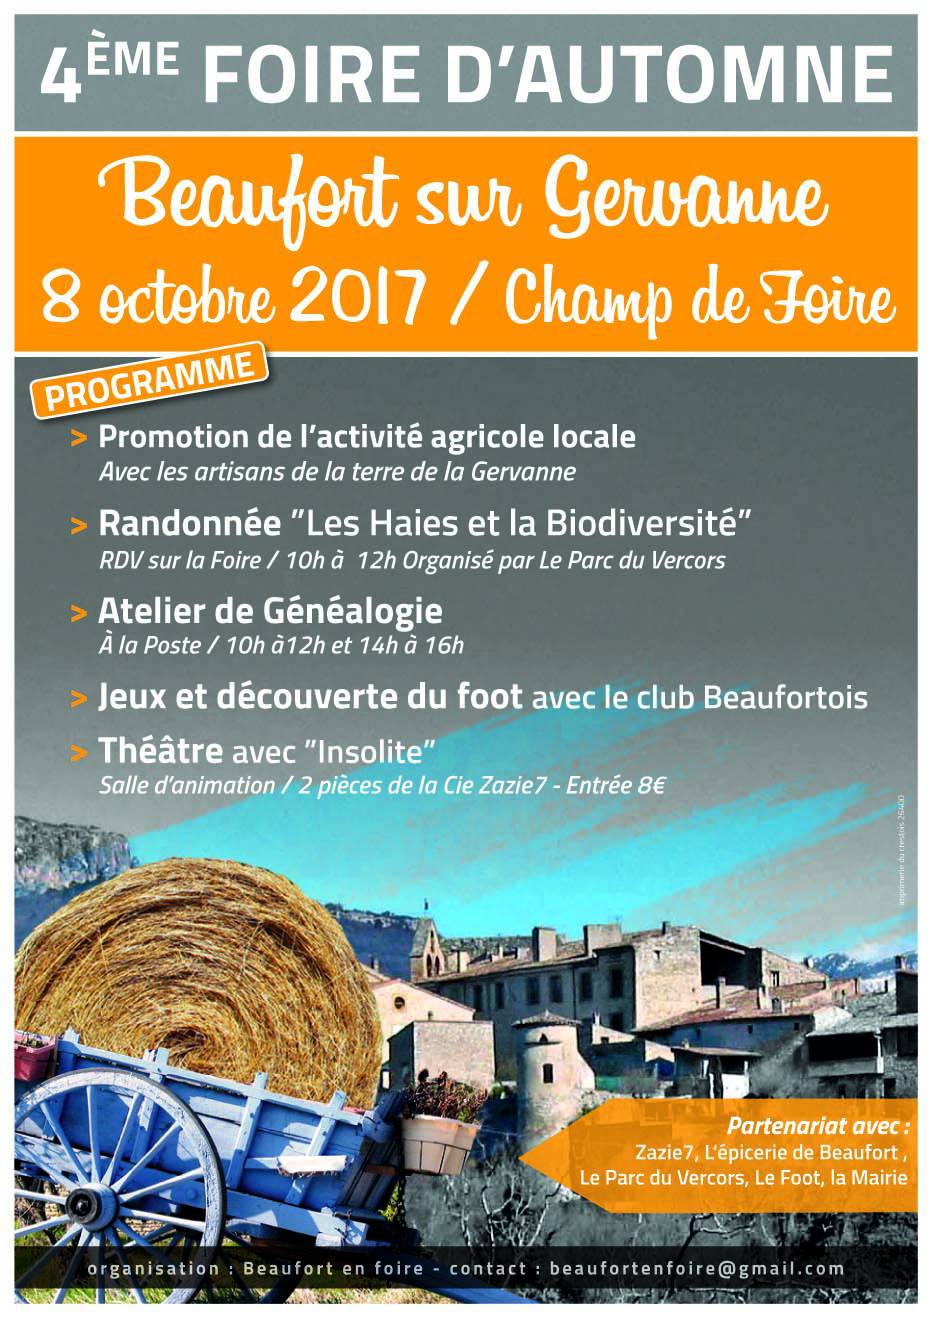 4ÈME FOIRE D'AUTOMNE
Beaufort sur Gervanne
8 octobre 2017 / Champ de Foire
PROGRAMME
> Promotion de l'activité agricole locale
Avec les artisans de la terre de la Gervanne
> Randonnée "Les Haies et la Biodiversité"
RDV sur la Foire / 10h à 12h Organisé par Le Parc du Vercors
> Atelier de Généalogie
À la Poste / 10h à12h et 14h à 16h
> Jeux et découverte du foot avec le club Beaufortois
> Théâtre avec "Insolite"
Salle d'animation / 2 pièces de la Cie Zazie7 - Entrée 8€
imprimerie du crestois 26400
Partenariat avec :
Zazie7, L'épicerie de Beaufort ,
Le Parc du Vercors, Le Foot, la Mairie
organisation : Beaufort en foire - contact : beaufortenfoire@gmail.com